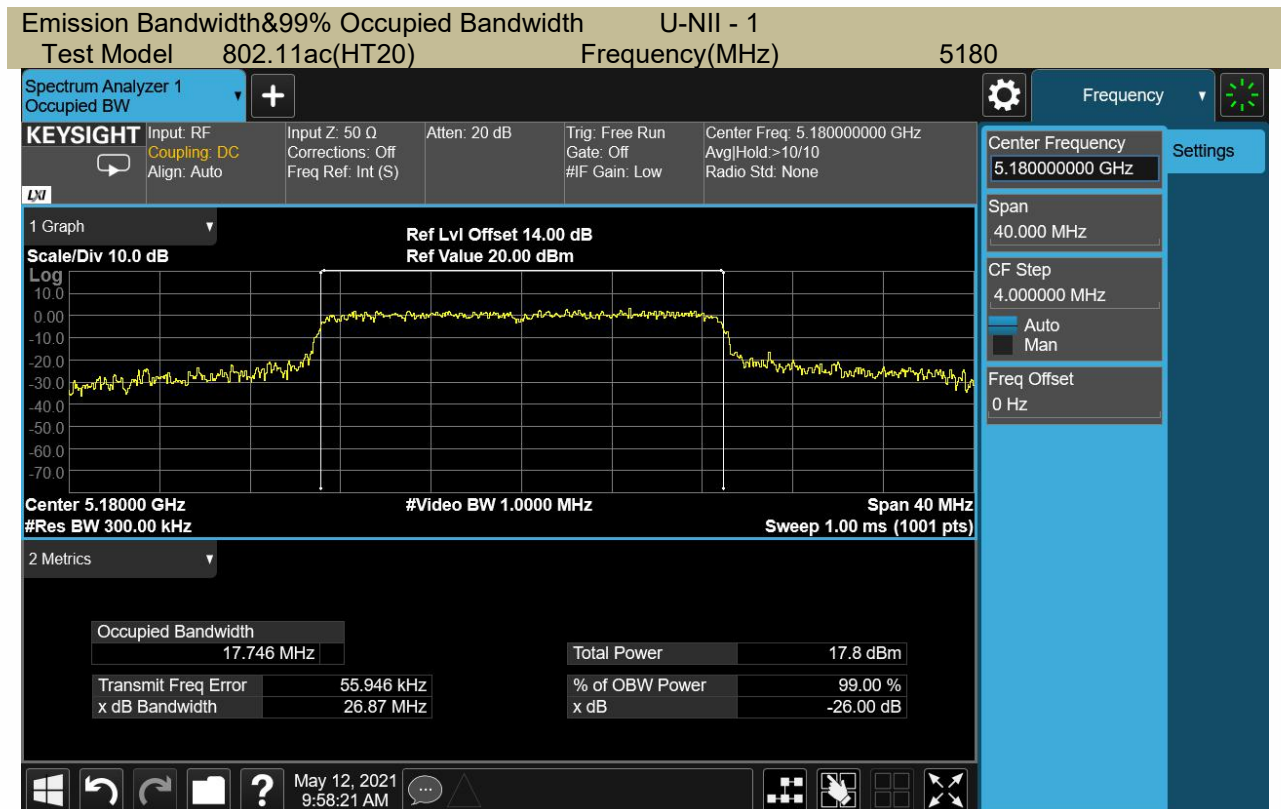 Emission Bandwidth&99% Occupied Bandwidth U-NII - 1
Test Model 802.11ac(HT20) Frequency(MHz) 5180
Spectrum Analyzer 1
Occupied BW
Frequency
KEYSIGHT
LXI
Input: RF
Coupling: DC
Align: Auto
Input Z: 50 Ω
Corrections: Off
Freq Ref: Int (S)
Atten: 20 dB
Trig: Free Run
Gate: Off
#IF Gain: Low
Center Freq: 5.180000000 GHz
Avg|Hold:>10/10
Radio Std: None
1 Graph
Scale/Div 10.0 dB
Ref Lvl Offset 14.00 dB
Ref Value 20.00 dBm
Log
10.0
0.00
-10.0
-20.0
-30.0
-40.0
-50.0
-60.0
-70.0
Center 5.18000 GHz
#Res BW 300.00 kHz
#Video BW 1.0000 MHz
Span 40 MHz
Sweep 1.00 ms (1001 pts)
2 Metrics
Occupied Bandwidth
17.746 MHz
Transmit Freq Error 55.946 kHz
x dB Bandwidth 26.87 MHz
Total Power 17.8 dBm
% of OBW Power 99.00 %
x dB -26.00 dB
Center Frequency
5.180000000 GHz
Settings
Span
40.000 MHz
CF Step
4.000000 MHz
Auto
Man
Freq Offset
0 Hz
?
May 12, 2021
9:58:21 AM